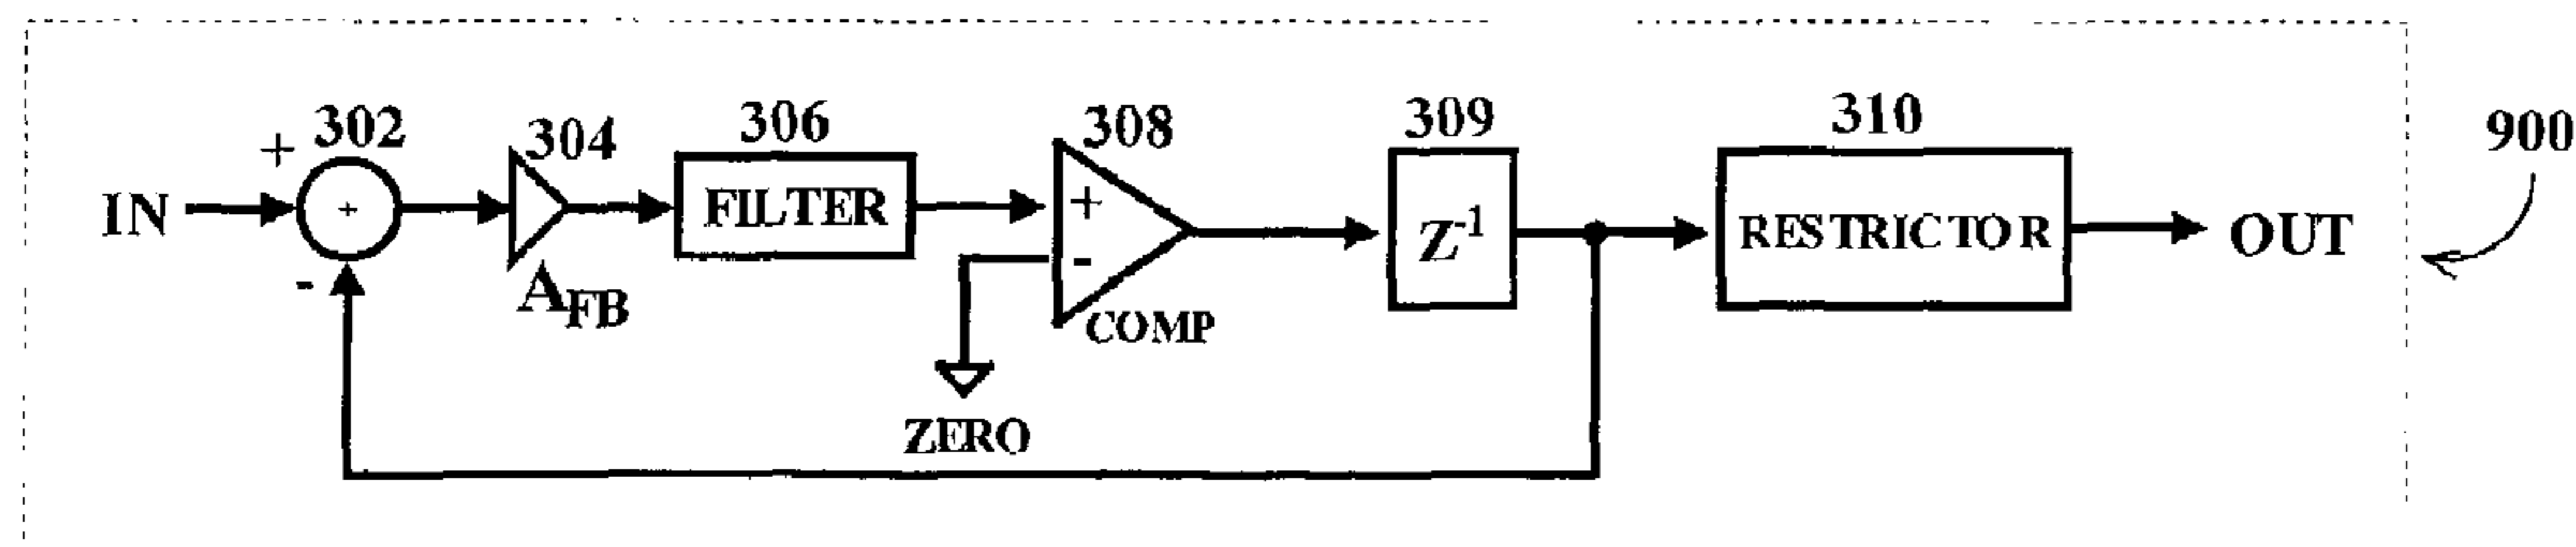 302
304
306
308
309
310
900
+
IN
+
FILTER
+
Z-1
RESTRICTOR
OUT
-
AFB
-
COMP
ZERO